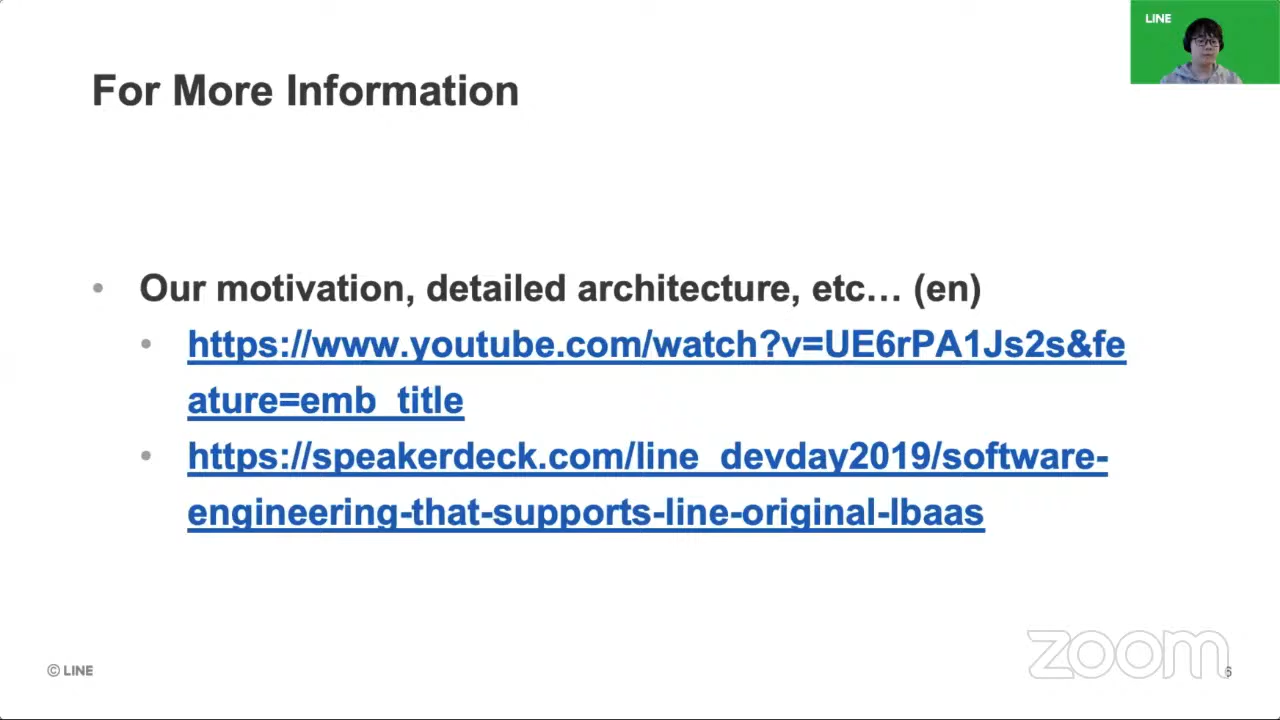 LINE
For More Information
Our motivation, detailed architecture, etc… (en)
https://www.youtube.com/watch?v=UE6rPA1Js2s&fe
ature=emb_title
https://speakerdeck.com/line_devday2019/software-
engineering-that-supports-line-original-lbaas
© LINE
zoom
6